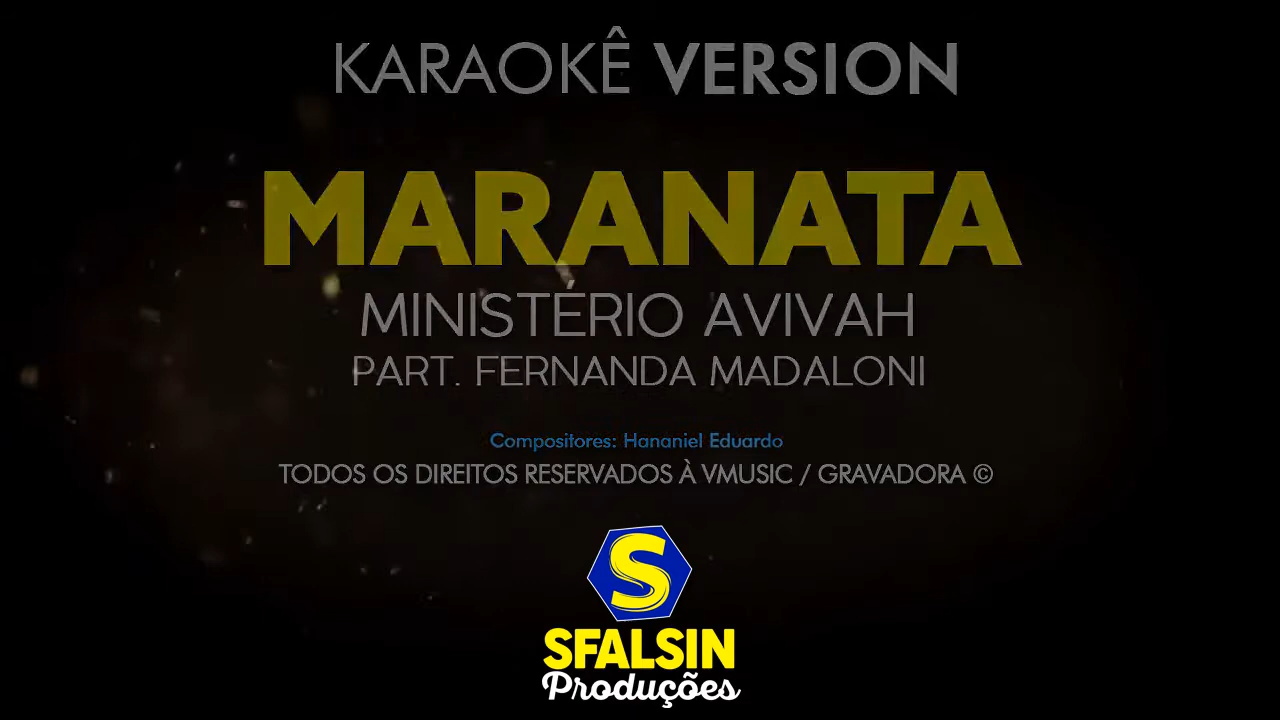 KARAOKÊ VERSION
MARANATA
MINISTÉRIO AVIVAH
PART. FERNANDA MADALONI
Compositores: Hananiel Eduardo
TODOS OS DIREITOS RESERVADOS À VMUSIC / GRAVADORA ©
S
SFALSIN
Produções